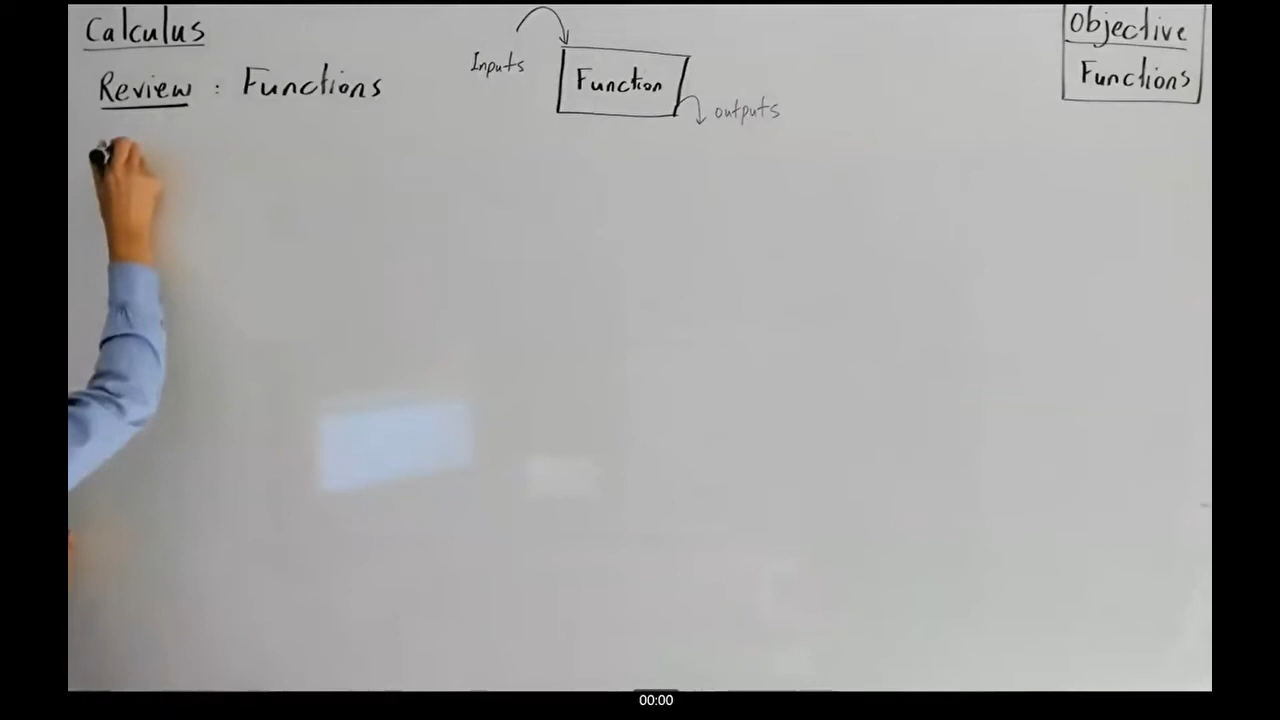 Calculus
Review : Functions
Inputs
Function
outputs
Objective
Functions
00:00